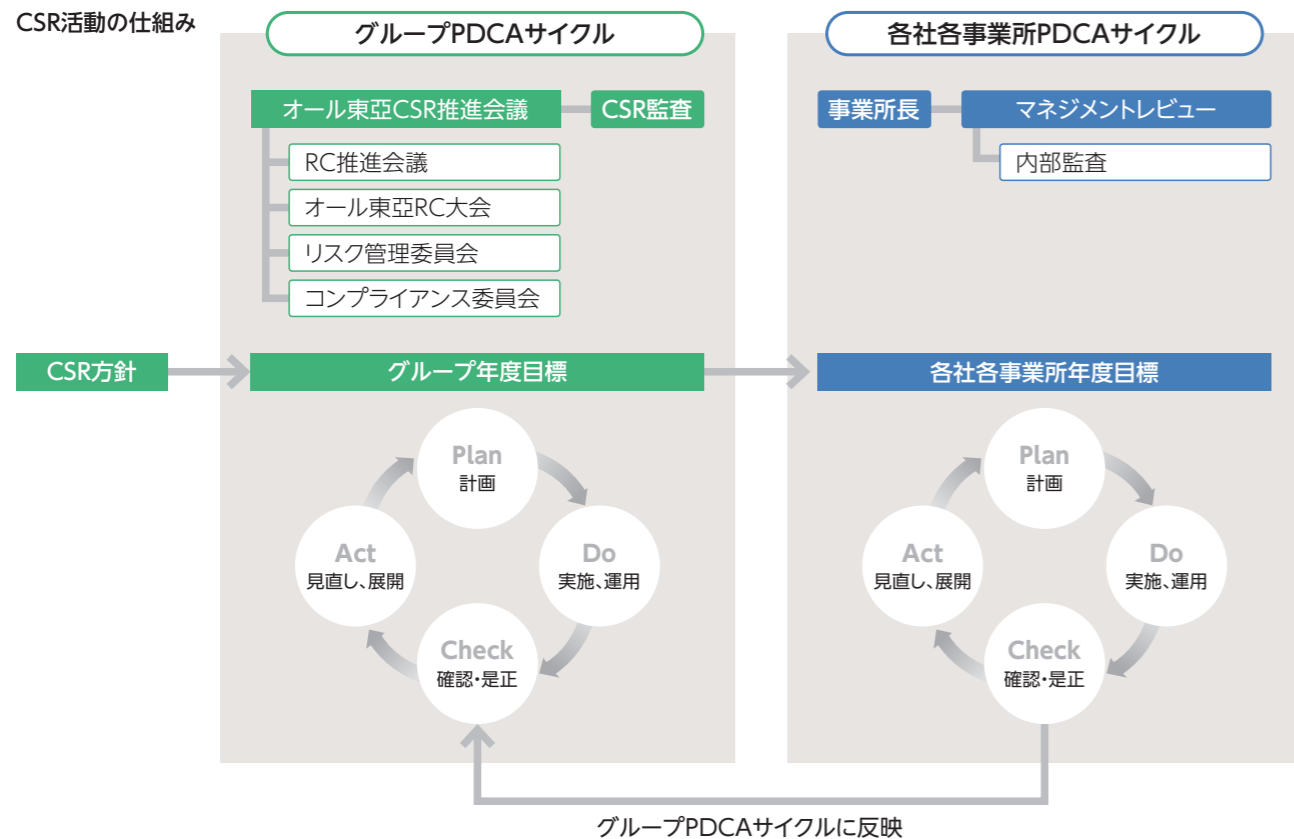 CSR活動の仕組み
グループPDCAサイクル
オール東亞CSR推進会議
CSR監査
RC推進会議
オール東亞RC大会
リスク管理委員会
コンプライアンス委員会
CSR方針
グループ年度目標
Plan
計画
Do
実施、運用
Check
確認・是正
Act
見直し、展開
各社各事業所PDCAサイクル
事業所長
マネジメントレビュー
内部監査
各社各事業所年度目標
Plan
計画
Do
実施、運用
Check
確認・是正
Act
見直し、展開
グループPDCAサイクルに反映